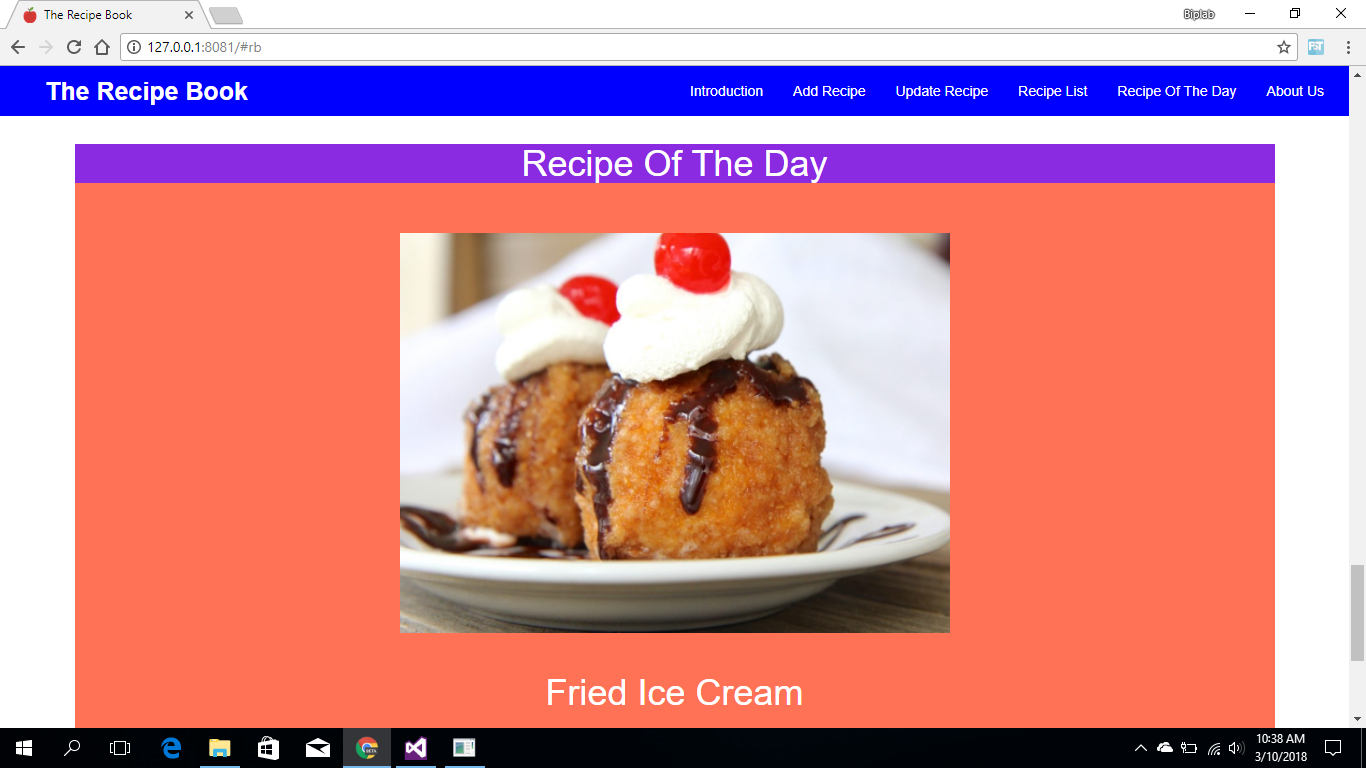 The Recipe Book
Biplab
127.0.0.1:8081/#rb
The Recipe Book
Introduction
Add Recipe
Update Recipe
Recipe List
Recipe Of The Day
About Us
Recipe Of The Day
Fried Ice Cream
10:38 AM
3/10/2018